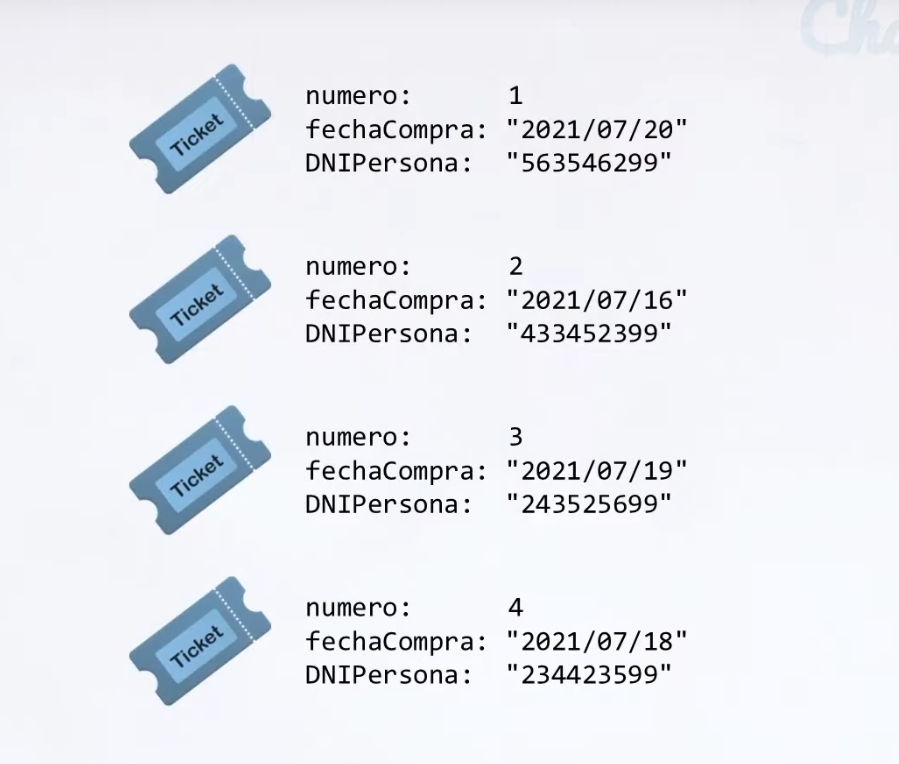 Ticket
numero: 1
fechaCompra: "2021/07/20"
DNIPersona: "563546299"
Ticket
numero: 2
fechaCompra: "2021/07/16"
DNIPersona: "433452399"
Ticket
numero: 3
fechaCompra: "2021/07/19"
DNIPersona: "243525699"
Ticket
numero: 4
fechaCompra: "2021/07/18"
DNIPersona: "234423599"